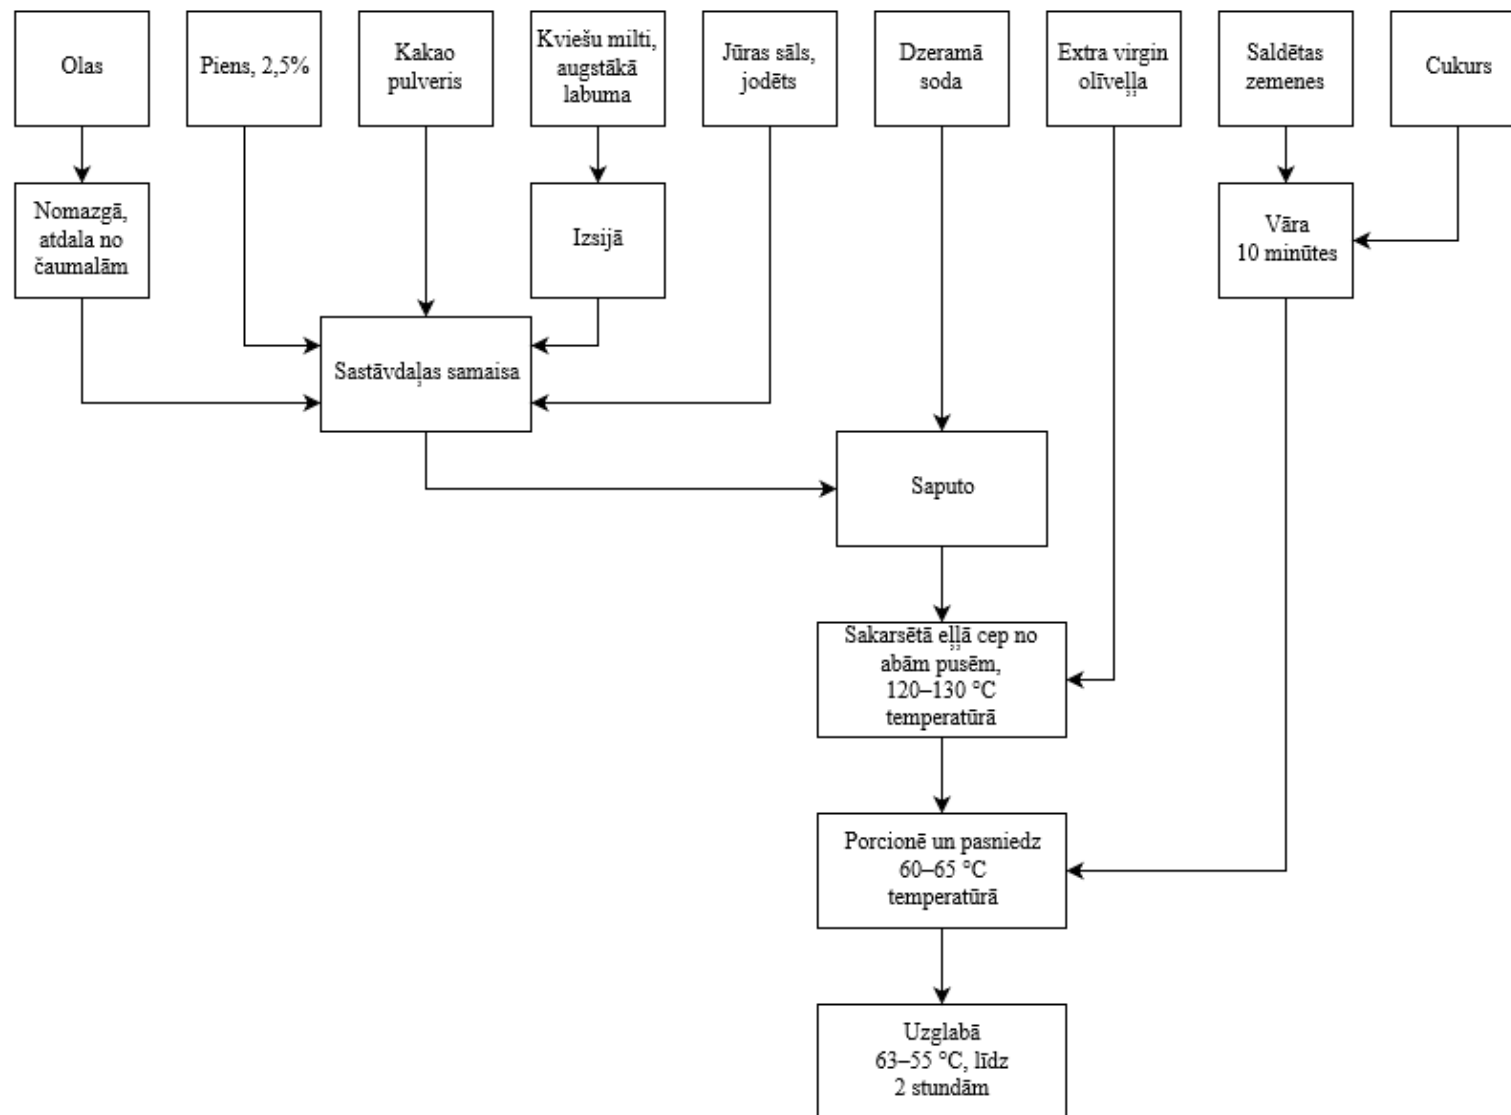 Olas
Piens, 2,5%
Kakao
pulveris
Kviešu milti,
augstākā
labuma
Jūras sāls,
jodēts
Dzeramā
soda
Extra virgin
olīveļļa
Saldētas
zemenes
Cukurs
Nomazgā,
atdala no
čaumalām
Izsijā
Vāra
10 minūtes
Sastāvdaļas samaisa
Saputo
Sakarsētā eļļā cep no
abām pusēm,
120–130 °C
temperatūrā
Porcionē un pasniedz
60–65 °C
temperatūrā
Uzglabā
63–55 °C, līdz
2 stundām